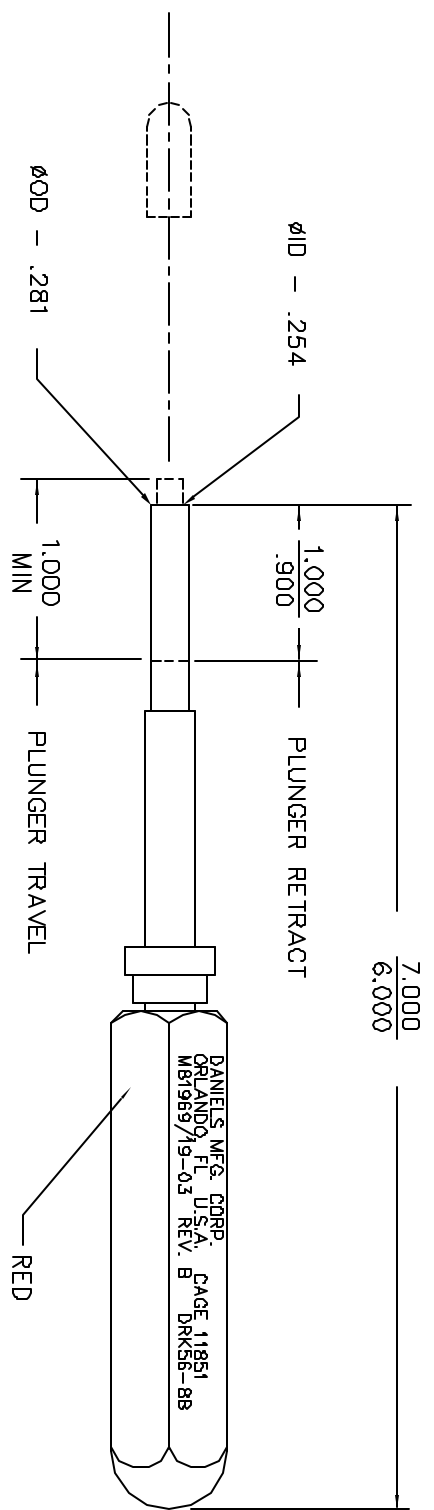 7.000
6.000
1.000
.900
PLUNGER RETRACT
øID - .254
DANIELS MFG. CORP.
ORLANDO, FL U.S.A. CAGE 11851
M81969/19-03 REV. B DRK56-8B
øOD - .281
1.000
MIN
PLUNGER TRAVEL
RED